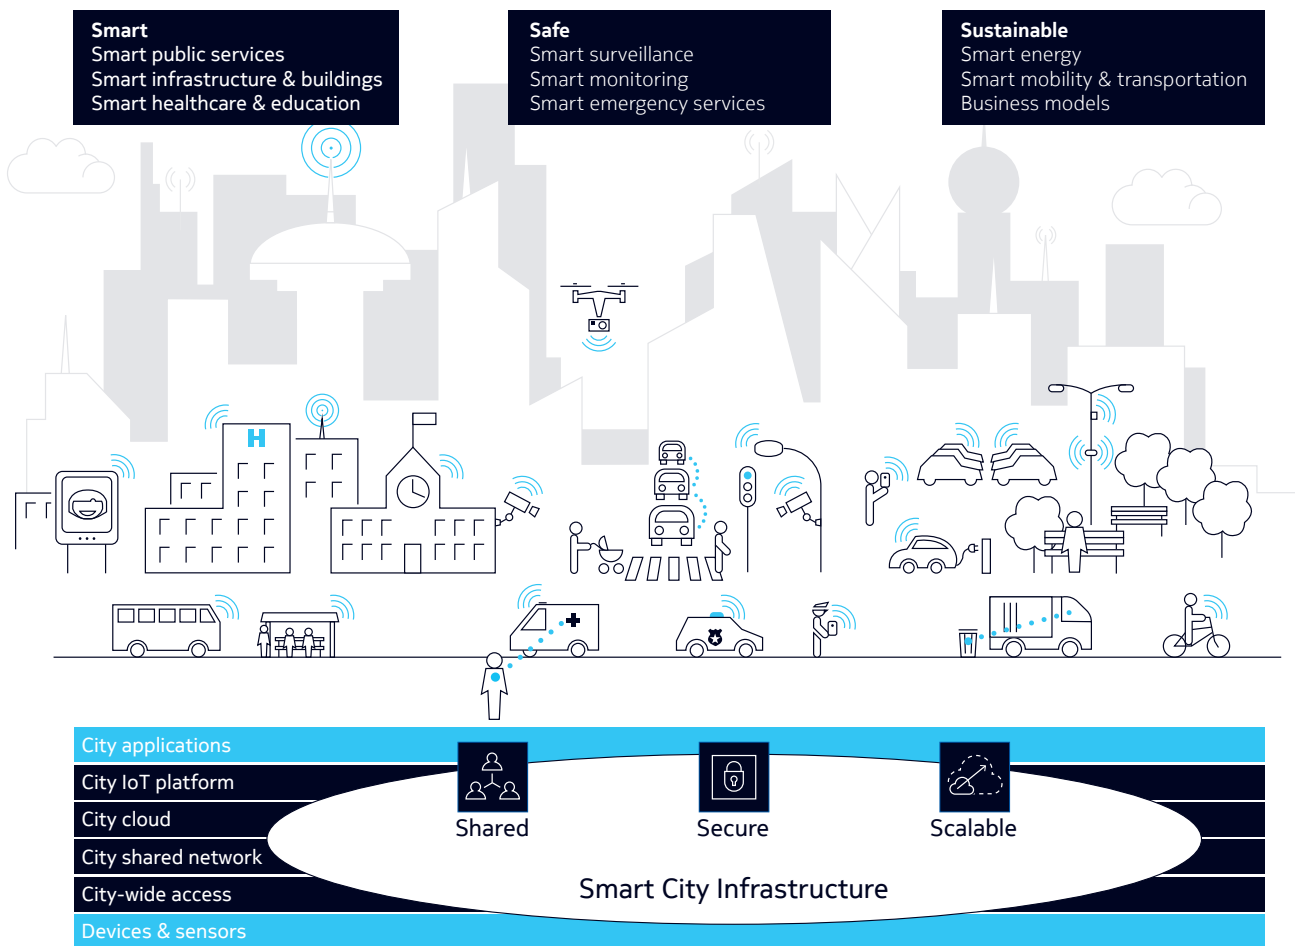 Smart
Smart public services
Smart infrastructure & buildings
Smart healthcare & education
Safe
Smart surveillance
Smart monitoring
Smart emergency services
Sustainable
Smart energy
Smart mobility & transportation
Business models
H
City applications
City IoT platform
City cloud
City shared network
City-wide access
Devices & sensors
Shared
Secure
Scalable
Smart City Infrastructure